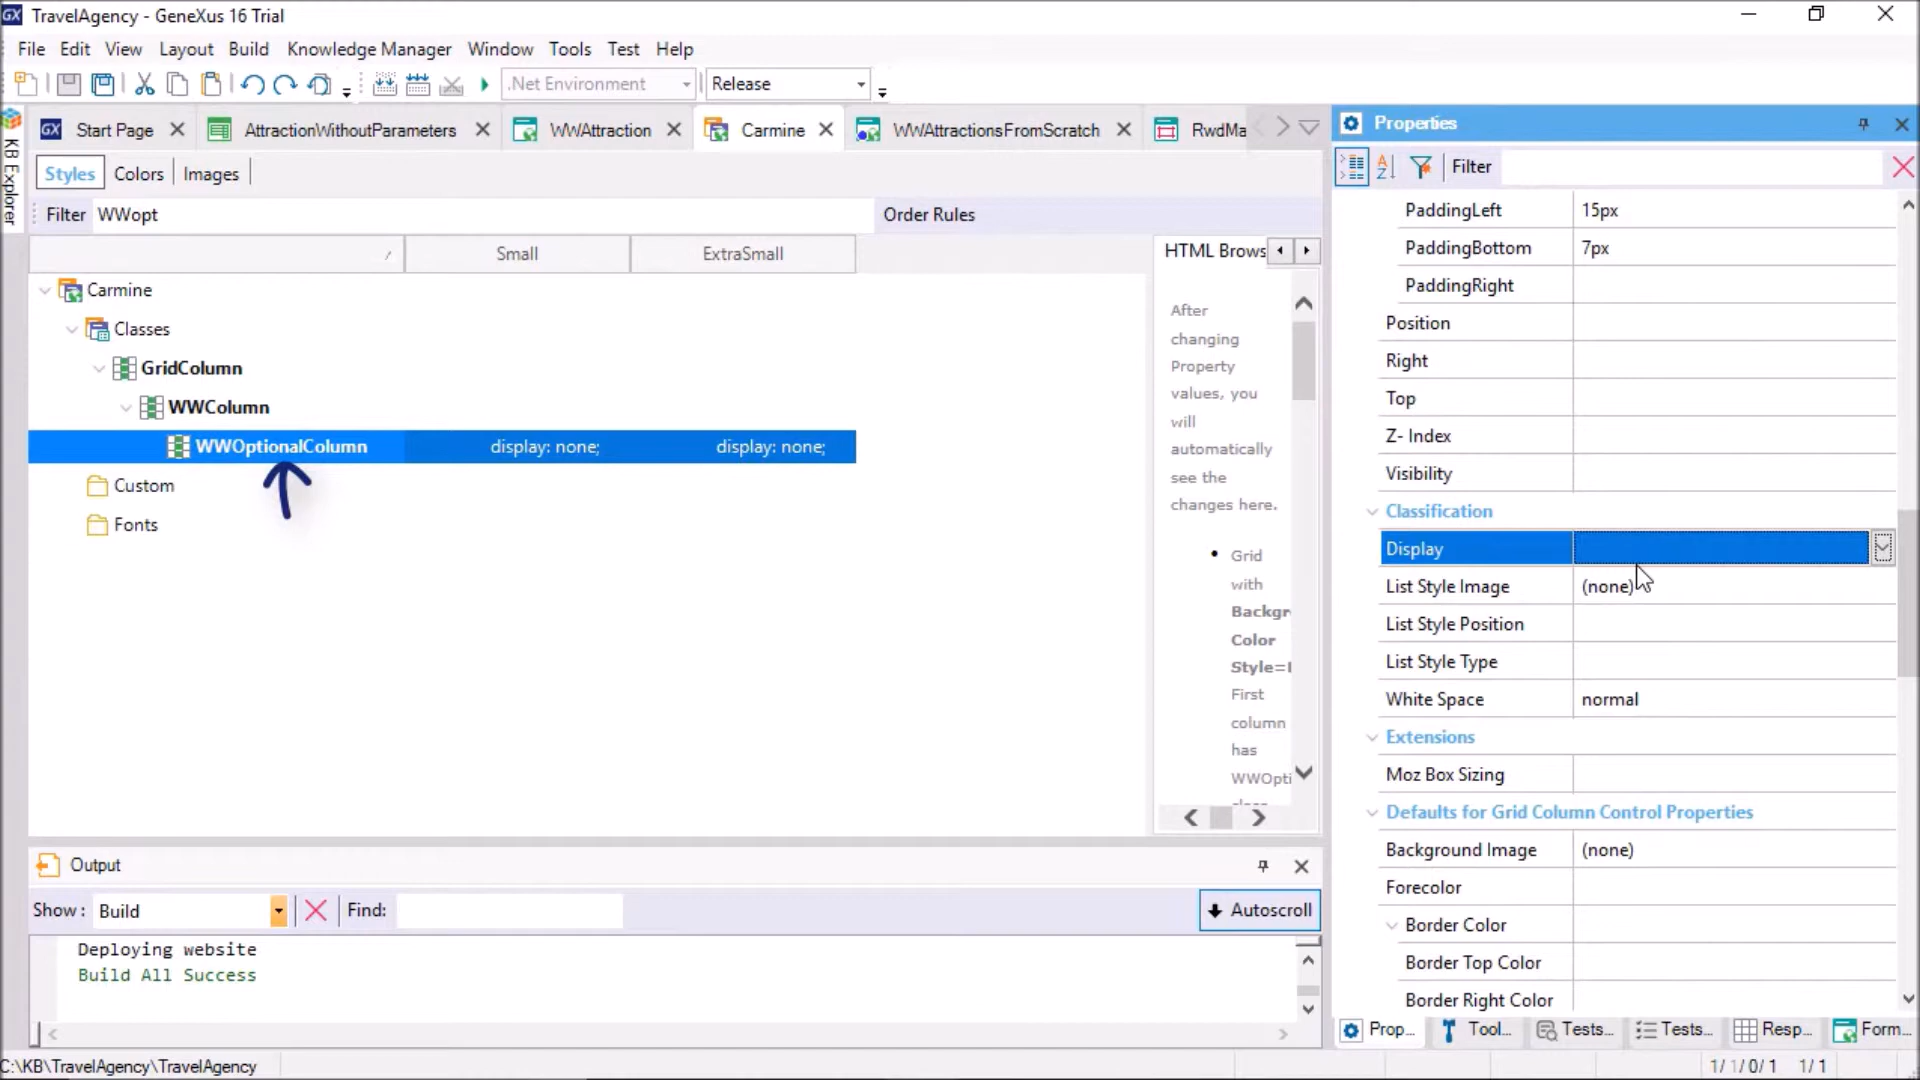 TravelAgency - GeneXus 16 Trial
File Edit View Layout Build Knowledge Manager Window Tools Test Help
.Net Environment Release
Start Page AttractionWithoutParameters WWAttraction Carmine WWAttractionsFromScratch RwdMa
KB Explorer
Styles Colors Images
Filter WWopt Order Rules
Small ExtraSmall
Carmine
Classes
GridColumn
WWColumn
WWOptionalColumn display: none; display: none;
Custom
Fonts
HTML Brows
After
changing
Property
values, you
will
automatically
see the
changes here.
Grid
with
Backgr
Color
Style=
First
column
has
WWOpti
Output
Show: Build Find: Autoscroll
Deploying website
Build All Success
Properties
Filter
PaddingLeft 15px
PaddingBottom 7px
PaddingRight
Position
Right
Top
Z- Index
Visibility
Classification
Display
List Style Image (none)
List Style Position
List Style Type
White Space normal
Extensions
Moz Box Sizing
Defaults for Grid Column Control Properties
Background Image (none)
Forecolor
Border Color
Border Top Color
Border Right Color
Prop... Tool... Tests... Tests... Resp... Form...
C:\KB\TravelAgency\TravelAgency 1/1/0/1 1/1